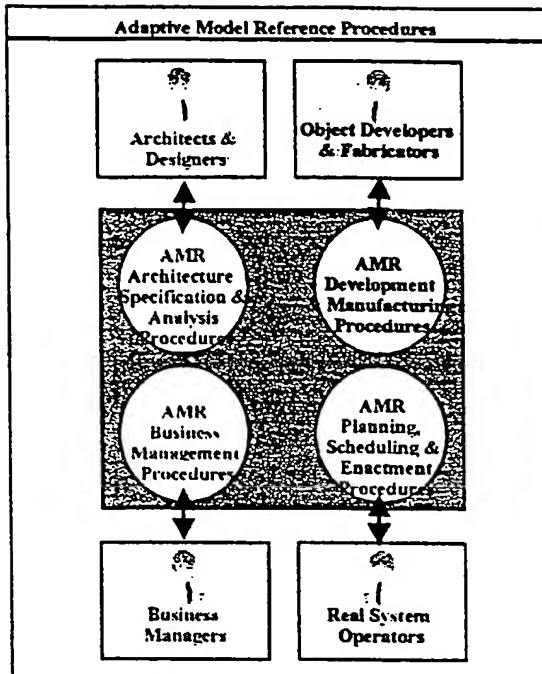 Adaptive Model Reference Procedures
Architects &
Designers
Object Developers
& Fabricators
AMR
Architecture
Specification &
Analysis
Procedures
AMR
Development
Manufacturing
Procedures
AMR
Business
Management
Procedures
AMR
Planning,
Scheduling &
Enactment
Procedures
Business
Managers
Real System
Operators